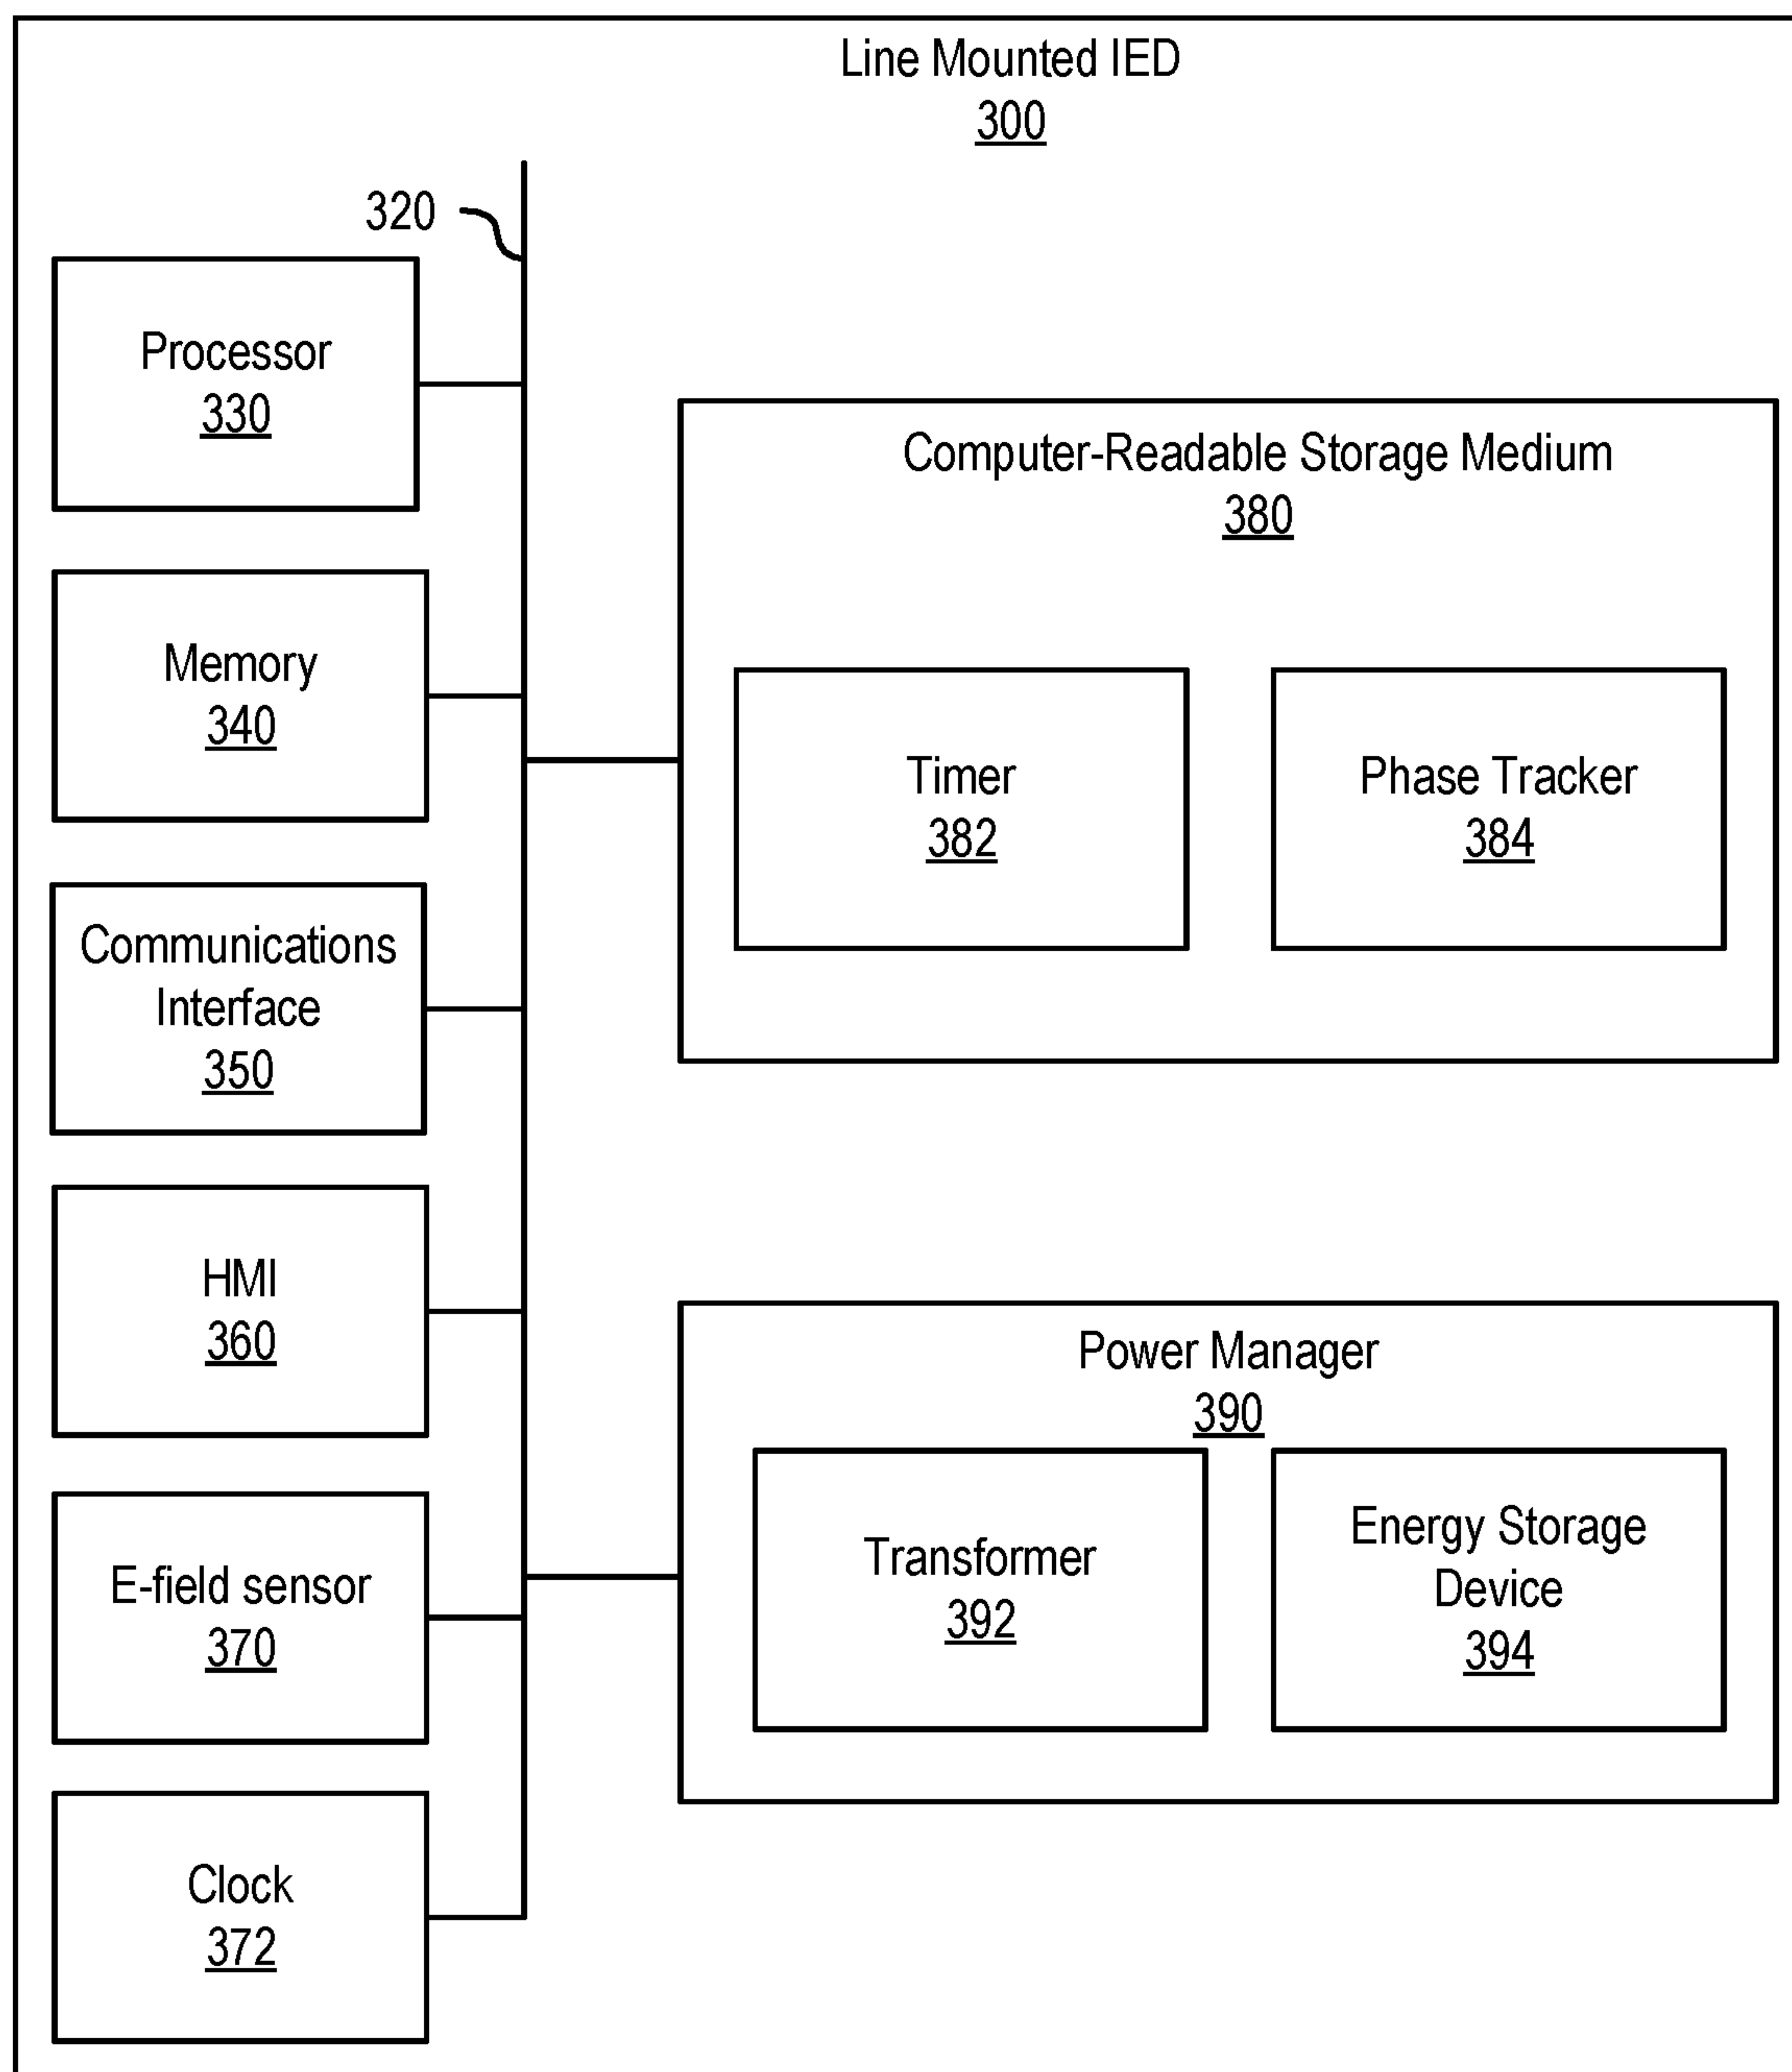 Line Mounted IED
300
320
Processor
330
Memory
340
Communications
Interface
350
HMI
360
E-field sensor
370
Clock
372
Computer-Readable Storage Medium
380
Timer
382
Phase Tracker
384
Power Manager
390
Transformer
392
Energy Storage
Device
394